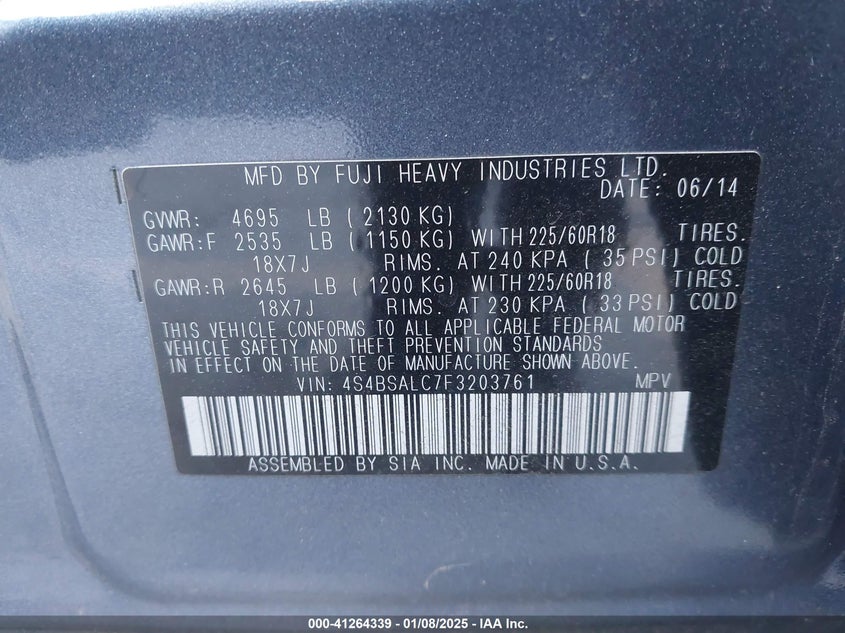 MFD BY FUJI HEAVY INDUSTRIES LTD.
DATE: 06/14
GVWR: 4695 LB ( 2130 KG)
GAWR:F 2535 LB ( 1150 KG) WITH 225/60R18 TIRES.
18X7J RIMS. AT 240 KPA ( 35 PSI) COLD
GAWR:R 2645 LB ( 1200 KG) WITH 225/60R18 TIRES.
18X7J RIMS. AT 230 KPA ( 33 PSI) COLD
THIS VEHICLE CONFORMS TO ALL APPLICABLE FEDERAL MOTOR
VEHICLE SAFETY AND THEFT PREVENTION STANDARDS
IN EFFECT ON THE DATE OF MANUFACTURE SHOWN ABOVE.
VIN: 4S4BSALC7F3203761 MPV
ASSEMBLED BY SIA INC. MADE IN U.S.A.
000-41264339 - 01/08/2025 - IAA Inc.